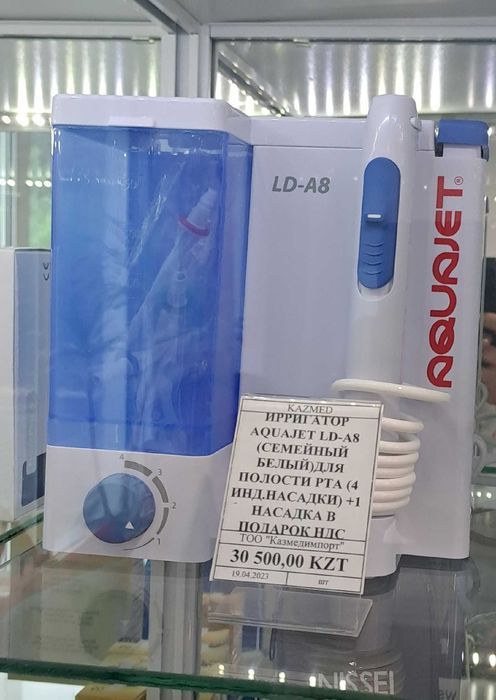 LD-A8
AQUAJET
4
3
2
1
KAZMED
ИРРИГАТОР
AQUAJET LD-A8
(СЕМЕЙНЫЙ
БЕЛЫЙ)ДЛЯ
ПОЛОСТИ РТА (4
ИНД.НАСАДКИ) +1
НАСАДКА В
ПОДАРОК НДС
ТОО "Казмедимпорт"
30 500,00 KZT
19.04.2023 шт
NISSEI